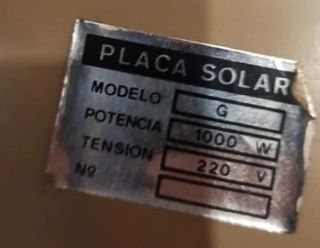 PLACA SOLAR
MODELO G
POTENCIA 1000 W
TENSION 220 V
Nº